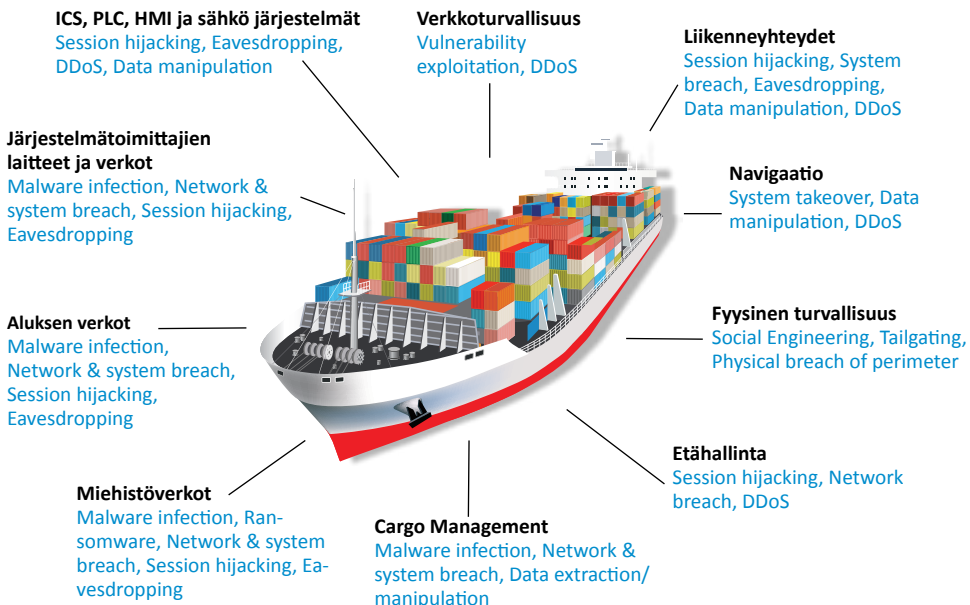 ICS, PLC, HMI ja sähkö järjestelmät
Session hijacking, Eavesdropping,
DDoS, Data manipulation
Verkkoturvallisuus
Vulnerability
exploitation, DDoS
Liikenneyhteydet
Session hijacking, System
breach, Eavesdropping,
Data manipulation, DDoS
Järjestelmätoimittajien
laitteet ja verkot
Malware infection, Network &
system breach, Session hijacking,
Eavesdropping
Navigaatio
System takeover, Data
manipulation, DDoS
Aluksen verkot
Malware infection,
Network & system breach,
Session hijacking,
Eavesdropping
Fyysinen turvallisuus
Social Engineering, Tailgating,
Physical breach of perimeter
Etähallinta
Session hijacking, Network
breach, DDoS
Miehistöverkot
Malware infection, Ran-
somware, Network & system
breach, Session hijacking, Ea-
vesdropping
Cargo Management
Malware infection, Network &
system breach, Data extraction/
manipulation